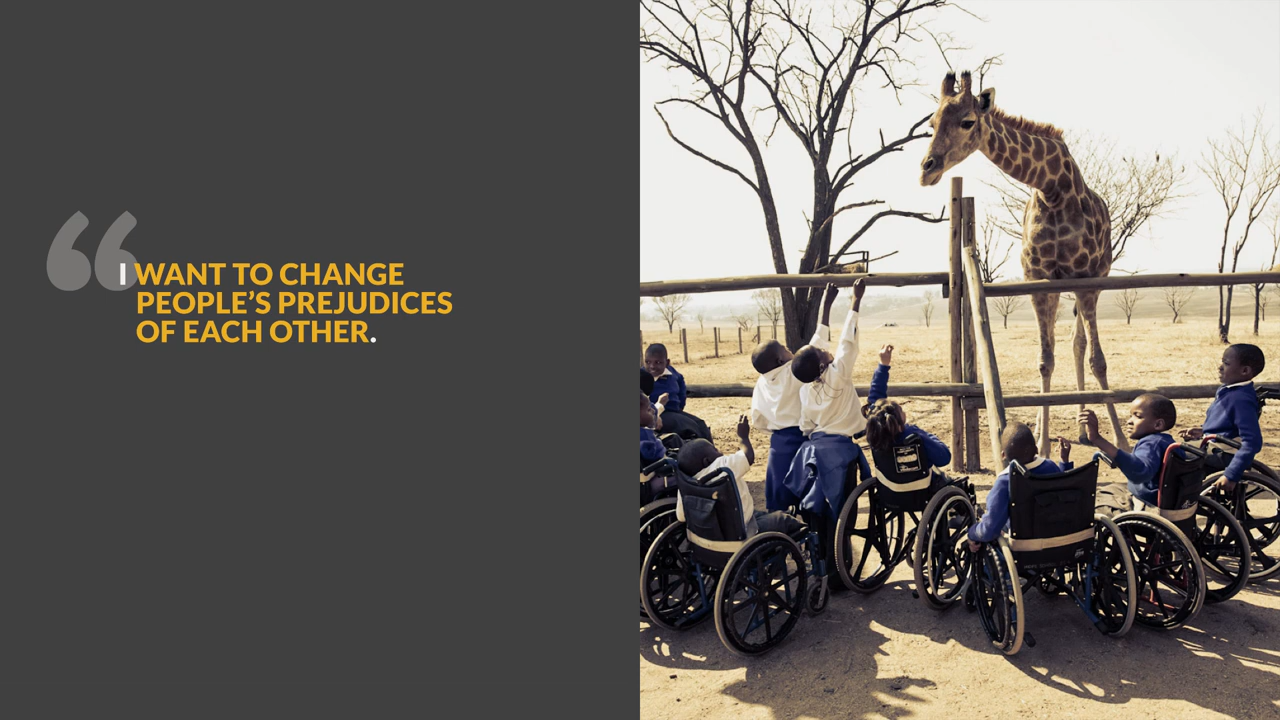 “I WANT TO CHANGE
PEOPLE’S PREJUDICES
OF EACH OTHER.